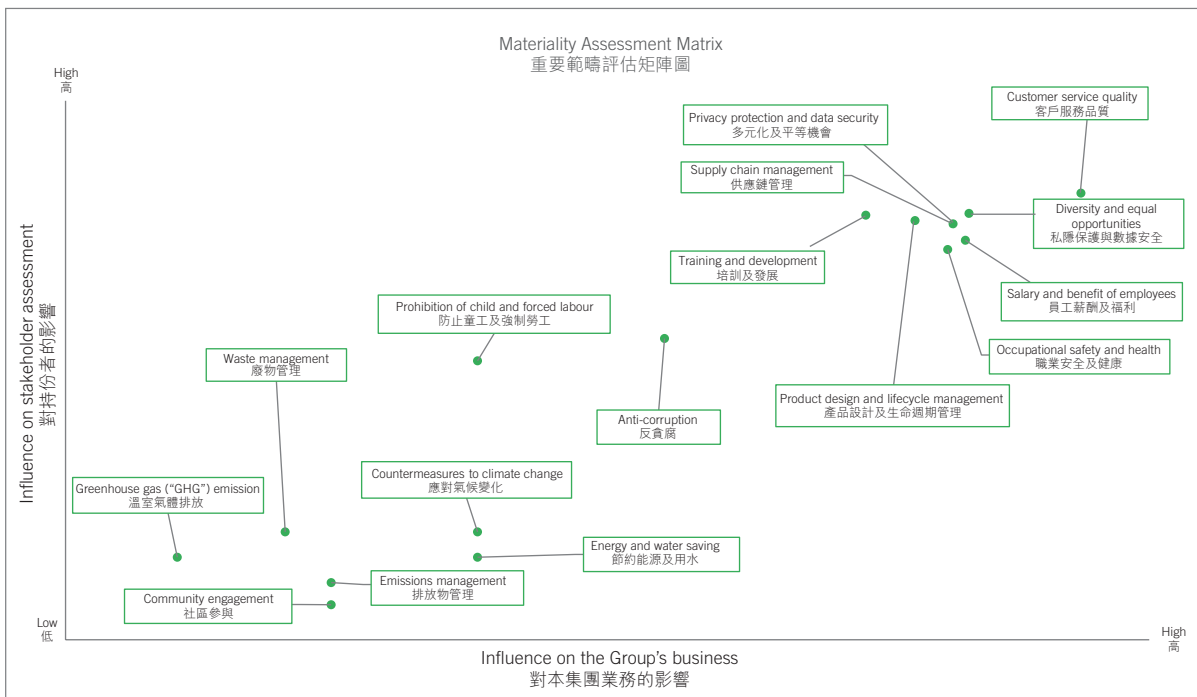 Materiality Assessment Matrix
重要範疇評估矩陣圖
High
高
Customer service quality
客戶服務品質
Privacy protection and data security
多元化及平等機會
Supply chain management
供應鏈管理
Diversity and equal
opportunities
私隱保護與數據安全
Training and development
培訓及發展
Salary and benefit of employees
員工薪酬及福利
Prohibition of child and forced labour
防止童工及強制勞工
Occupational safety and health
職業安全及健康
Waste management
廢物管理
Product design and lifecycle management
產品設計及生命週期管理
Anti-corruption
反貪腐
Influence on stakeholder assessment
對持份者的影響
Countermeasures to climate change
應對氣候變化
Greenhouse gas (“GHG”) emission
溫室氣體排放
Energy and water saving
節約能源及用水
Emissions management
排放物管理
Community engagement
社區參與
Low
低
High
高
Influence on the Group’s business
對本集團業務的影響